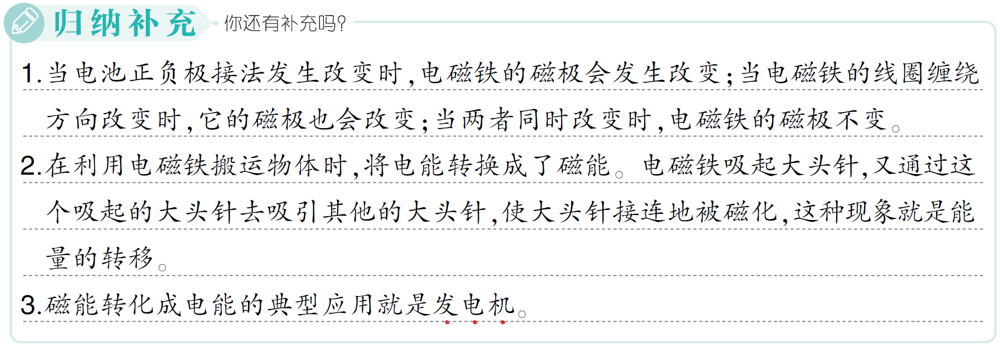 归纳补充 你还有补充吗?
1.当电池正负极接法发生改变时,电磁铁的磁极会发生改变;当电磁铁的线圈缠绕
方向改变时,它的磁极也会改变;当两者同时改变时,电磁铁的磁极不变。
2.在利用电磁铁搬运物体时,将电能转换成了磁能。电磁铁吸起大头针,又通过这
个吸起的大头针去吸引其他的大头针,使大头针接连地被磁化,这种现象就是能
量的转移。
3.磁能转化成电能的典型应用就是发电机。